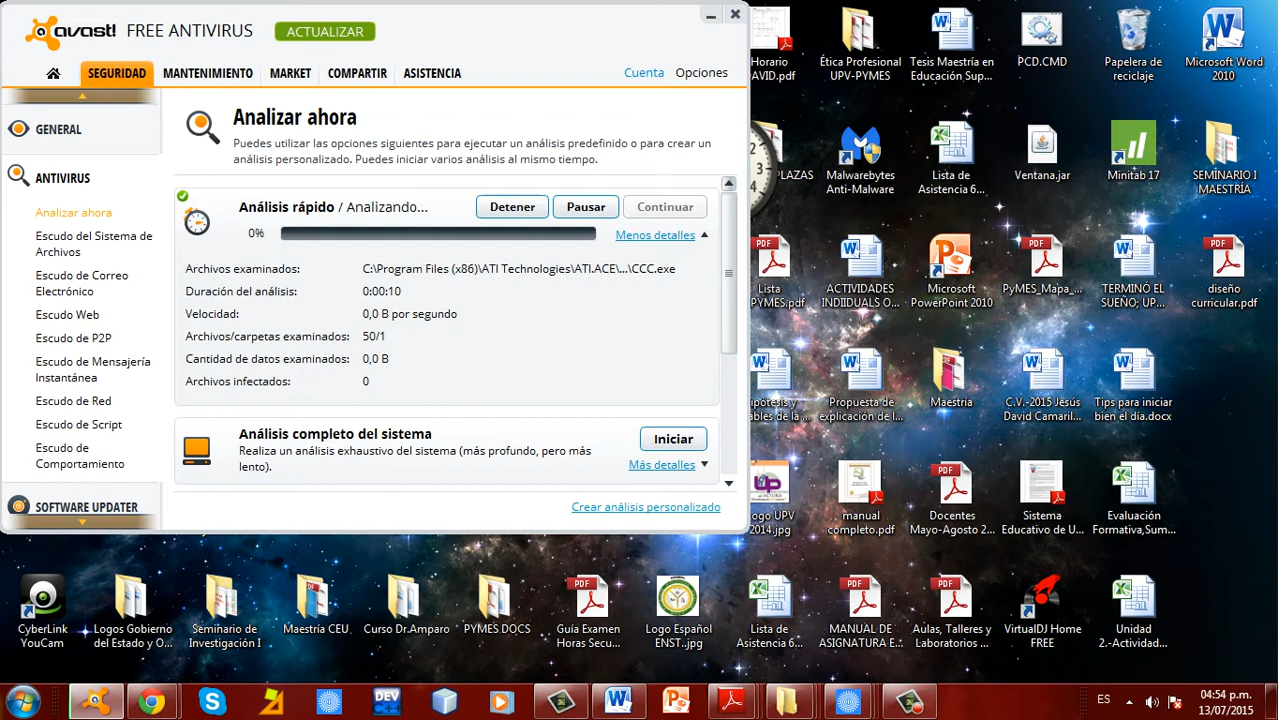 avast! FREE ANTIVIRUS ACTUALIZAR
SEGURIDAD MANTENIMIENTO MARKET COMPARTIR ASISTENCIA Cuenta Opciones
GENERAL
ANTIVIRUS
Analizar ahora
Escudo del Sistema de
Archivos
Escudo de Correo
Electrónico
Escudo Web
Escudo de P2P
Escudo de Mensajería
Instantánea
Escudo de Red
Escudo de Script
Escudo de
Comportamiento
SOFTWARE UPDATER
Analizar ahora
Puedes utilizar las opciones siguientes para ejecutar un análisis predefinido o para crear un
análisis personalizado. Puedes iniciar varios análisis al mismo tiempo.
Análisis rápido / Analizando... Detener Pausar Continuar
0% Menos detalles
Archivos examinados: C:\Program Files (x86)\ATI Technologies\ATI.ACE\...\CCC.exe
Duración del análisis: 0:00:10
Velocidad: 0,0 B por segundo
Archivos/carpetas examinados: 50/1
Cantidad de datos examinados: 0,0 B
Archivos infectados: 0
Análisis completo del sistema Iniciar
Realiza un análisis exhaustivo del sistema (más profundo, pero más
lento). Más detalles
Crear análisis personalizado
Horario
AVID.pdf
Ética Profesional
UPV-PYMES
Tesis Maestría en
Educación Sup...
PCD.CMD
Papelera de
reciclaje
Microsoft Word
2010
PLAZAS
Malwarebytes
Anti-Malware
Lista de
Asistencia 6...
Ventana.jar
Minitab 17
SEMINARIO I
MAESTRÍA
Lista
PYMES.pdf
ACTIVIDADES
INDIIDUALS O...
Microsoft
PowerPoint 2010
PyMES_Mapa_...
TERMINÓ EL
SUEÑO; UP...
diseño
curricular.pdf
Propuesta de
explicación de l...
Maestría
C.V.-2015 Jesús
David Camaril...
Tips para iniciar
bien el día.docx
UPV
2014.jpg
manual
completo.pdf
Docentes
Mayo-Agosto 2...
Sistema
Educativo de U...
Evaluación
Formativa,Sum...
CyberLink
YouCam
Logos Gobierno
del Estado y O...
Seminario de
Investigación I
Maestría CEU
Curso Dr.Amparo
PYMES.DOCS
Guía Examen
Horas Secu...
Logo Español
ENST..jpg
Lista de
Asistencia 6...
MANUAL DE
ASIGNATURA E...
Aulas, Talleres y
Laboratorios ...
VirtualDJ Home
FREE
Unidad
2.-Actividad...
DEV
ES
04:54 p.m.
13/07/2015